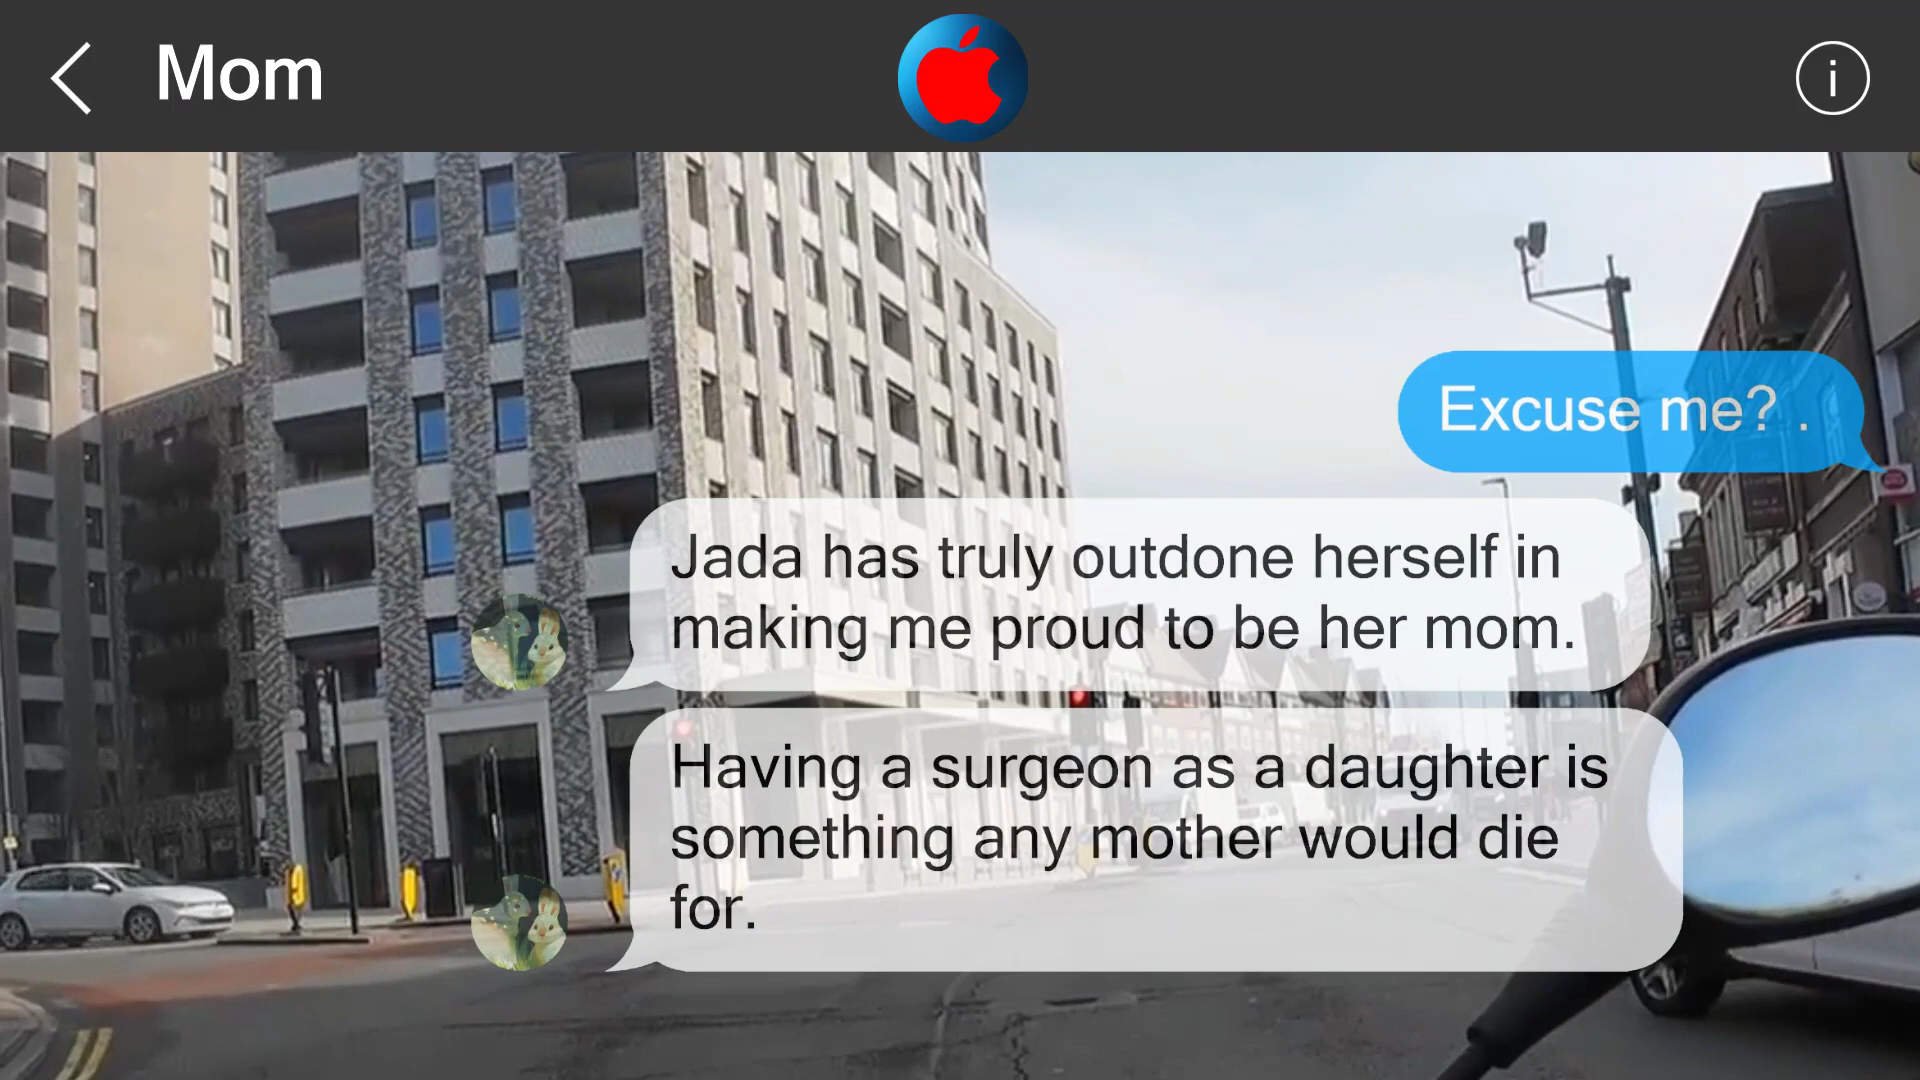 Mom
Excuse me? .
Jada has truly outdone herself in
making me proud to be her mom.
Having a surgeon as a daughter is
something any mother would die
for.